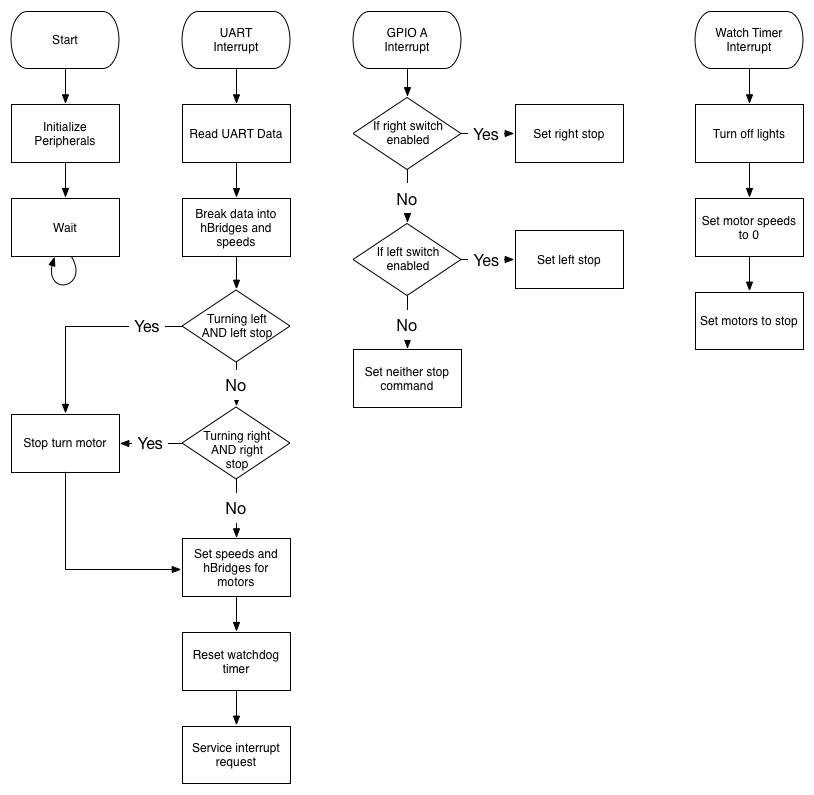 Start
Initialize
Peripherals
Wait
UART
Interrupt
Read UART Data
Break data into
hBridges and
speeds
Turning left
AND left stop
Yes
No
Stop turn motor
Turning right
AND right
stop
Yes
No
Set speeds and
hBridges for
motors
Reset watchdog
timer
Service interrupt
request
GPIO A
Interrupt
If right switch
enabled
Yes
Set right stop
No
If left switch
enabled
Yes
Set left stop
No
Set neither stop
command
Watch Timer
Interrupt
Turn off lights
Set motor speeds
to 0
Set motors to stop